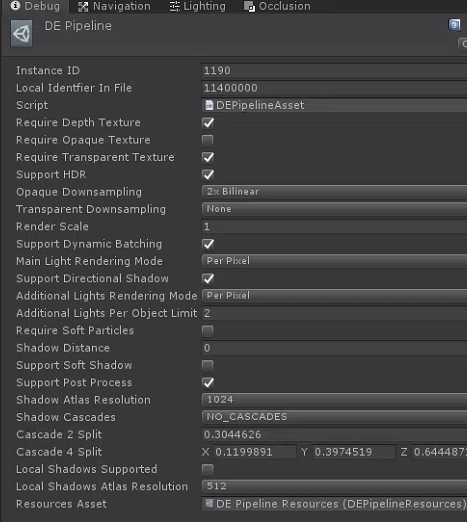 Debug Navigation Lighting Occlusion
DE Pipeline
Instance ID 1190
Local Identfier In File 11400000
Script DEPipelineAsset
Require Depth Texture
Require Opaque Texture
Require Transparent Texture
Support HDR
Opaque Downsampling 2x Bilinear
Transparent Downsampling None
Render Scale 1
Support Dynamic Batching
Main Light Rendering Mode Per Pixel
Support Directional Shadow
Additional Lights Rendering Mode Per Pixel
Additional Lights Per Object Limit 2
Require Soft Particles
Shadow Distance 0
Support Soft Shadow
Support Post Process
Shadow Atlas Resolution 1024
Shadow Cascades NO_CASCADES
Cascade 2 Split 0.3044626
Cascade 4 Split X 0.1199891 Y 0.3974519 Z 0.6444871
Local Shadows Supported
Local Shadows Atlas Resolution 512
Resources Asset DE Pipeline Resources (DEPipelineResources)